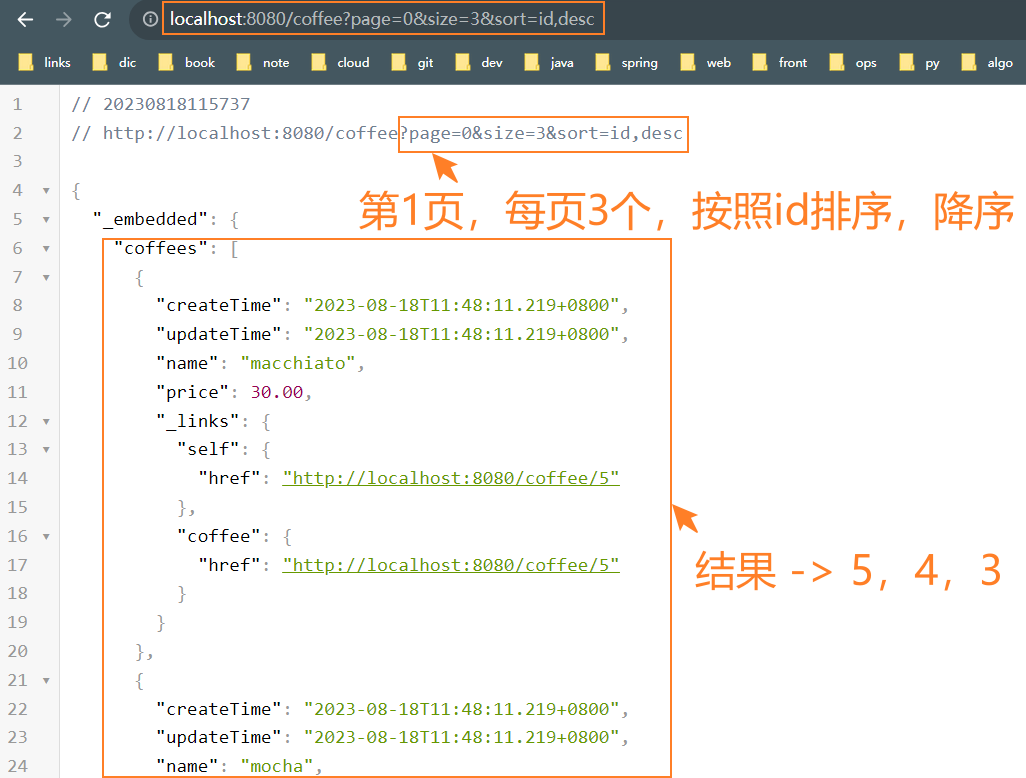 localhost:8080/coffee?page=0&size=3&sort=id,desc
links dic book note cloud git dev java spring web front ops py algo
1 // 20230818115737
2 // http://localhost:8080/coffee?page=0&size=3&sort=id,desc
3
4 {
第1页，每页3个，按照id排序，降序
5 "_embedded": {
6 "coffees": [
7 {
8 "createTime": "2023-08-18T11:48:11.219+0800",
9 "updateTime": "2023-08-18T11:48:11.219+0800",
10 "name": "macchiato",
11 "price": 30.00,
12 "_links": {
13 "self": {
14 "href": "http://localhost:8080/coffee/5"
15 },
16 "coffee": {
17 "href": "http://localhost:8080/coffee/5"
结果 -> 5，4，3
18 }
19 }
20 },
21 {
22 "createTime": "2023-08-18T11:48:11.219+0800",
23 "updateTime": "2023-08-18T11:48:11.219+0800",
24 "name": "mocha",